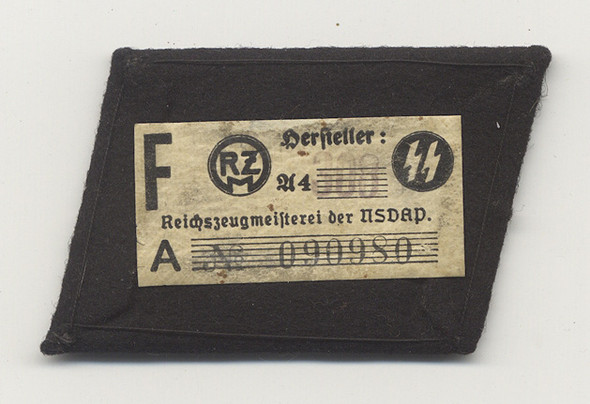 F RZM Hersteller:
A4
Reichszeugmeisterei der NSDAP.
A № 090980